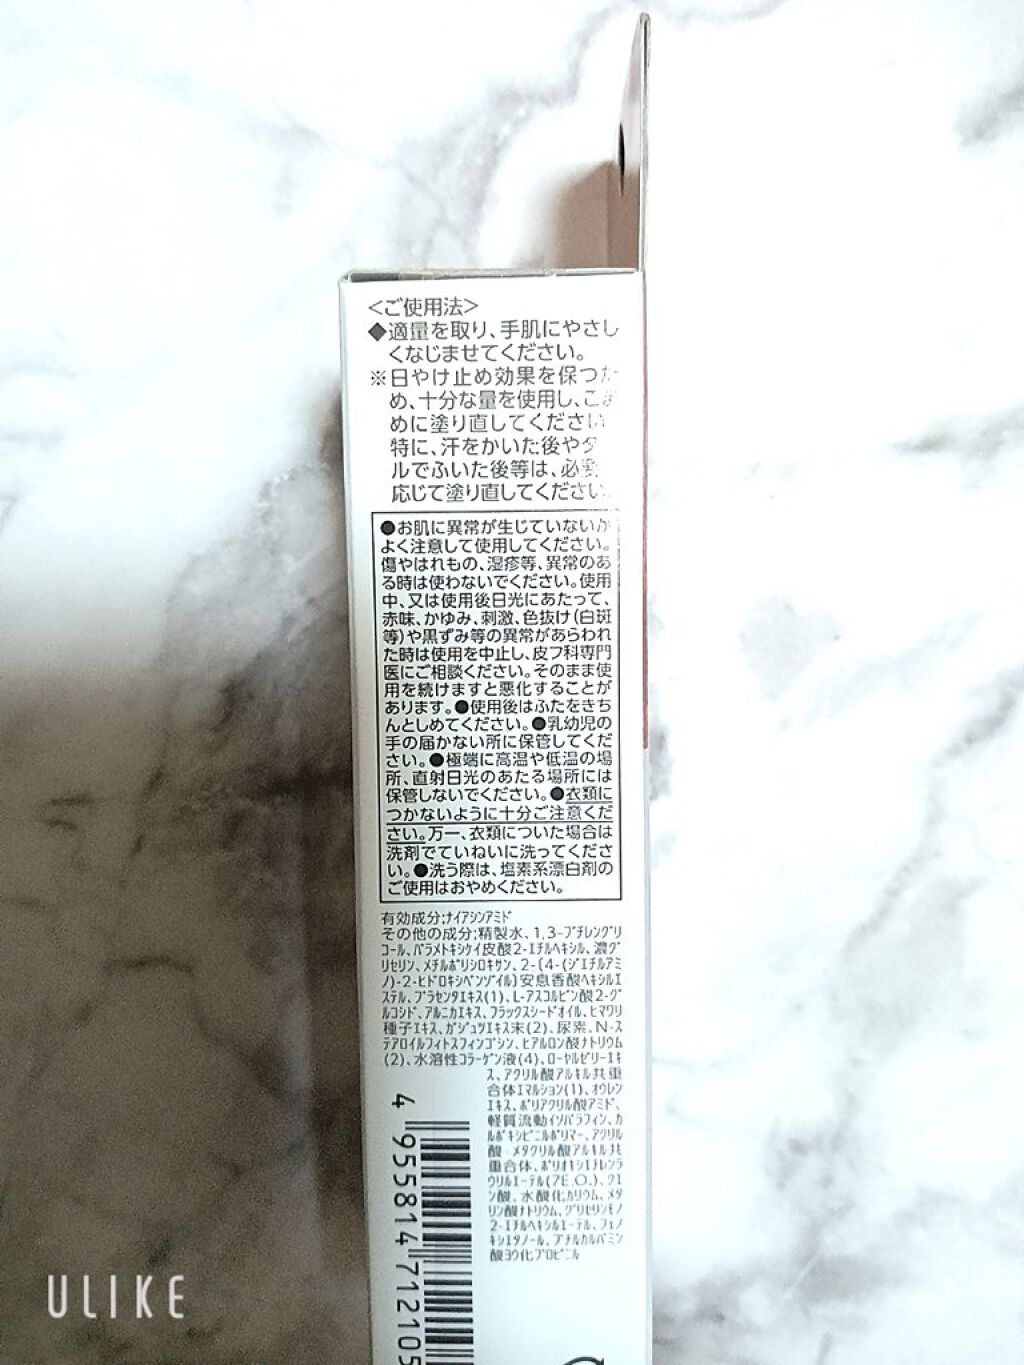 <ご使用法>
◆適量を取り、手肌にやさし
くなじませてください。
※日やけ止め効果を保つた
め、十分な量を使用し、こま
めに塗り直してください
特に、汗をかいた後やタ
ルでふいた後等は、必要
応じて塗り直してください。
●お肌に異常が生じていないか
よく注意して使用してください。
傷やはれもの、湿疹等、異常のあ
る時は使わないでください。使用
中、又は使用後日光にあたって、
赤味、かゆみ、刺激、色抜け(白斑
等)や黒ずみ等の異常があらわれ
た時は使用を中止し、皮フ科専門
医にご相談ください。そのまま使
用を続けますと悪化することが
あります。●使用後はふたをきち
んとしめてください。●乳幼児の
手の届かない所に保管してくだ
さい。●極端に高温や低温の場
所、直射日光のあたる場所には
保管しないでください。●衣類に
つかないように十分ご注意くだ
さい。万一、衣類についた場合は
洗剤でていねいに洗ってくださ
い。●洗う際は、塩素系漂白剤の
ご使用はおやめください。
有効成分:ナイアシンアミド
その他の成分:精製水、1,3-ブチレングリ
コール、パラメトキシケイ皮酸2-エチルヘキシル、濃グ
リセリン、メチルポリシロキサン、2-〔4-(ジエチルアミ
ノ)-2-ヒドロキシベンゾイル〕安息香酸ヘキシルエ
ステル、プラセンタエキス(1)、L-アスコルビン酸2-グ
ルコシド、アルニカエキス、フラックスシードオイル、ヒマワリ
種子エキス、ガジュツエキス末(2)、尿素、N-ス
テアロイルフィトスフィンゴシン、ヒアルロン酸ナトリウム
(2)、水溶性コラーゲン液(4)、ローヤルゼリーエキ
ス、アクリル酸アルキル共重
合体エマルション(1)、オウレン
エキス、ポリアクリル酸アミド、
軽質流動イソパラフィン、カ
ルボキシビニルポリマー、アクリル
酸・メタクリル酸アルキル共
重合体、ポリオキシエチレンラ
ウリルエーテル(7E.O.)、クエ
ン酸、水酸化カリウム、メタ
リン酸ナトリウム、グリセリンモノ
2-エチルヘキシルエーテル、フェノ
キシエタノール、ブチルカルバミン
酸ヨウ化プロピニル
4 955814 712105
ULIKE